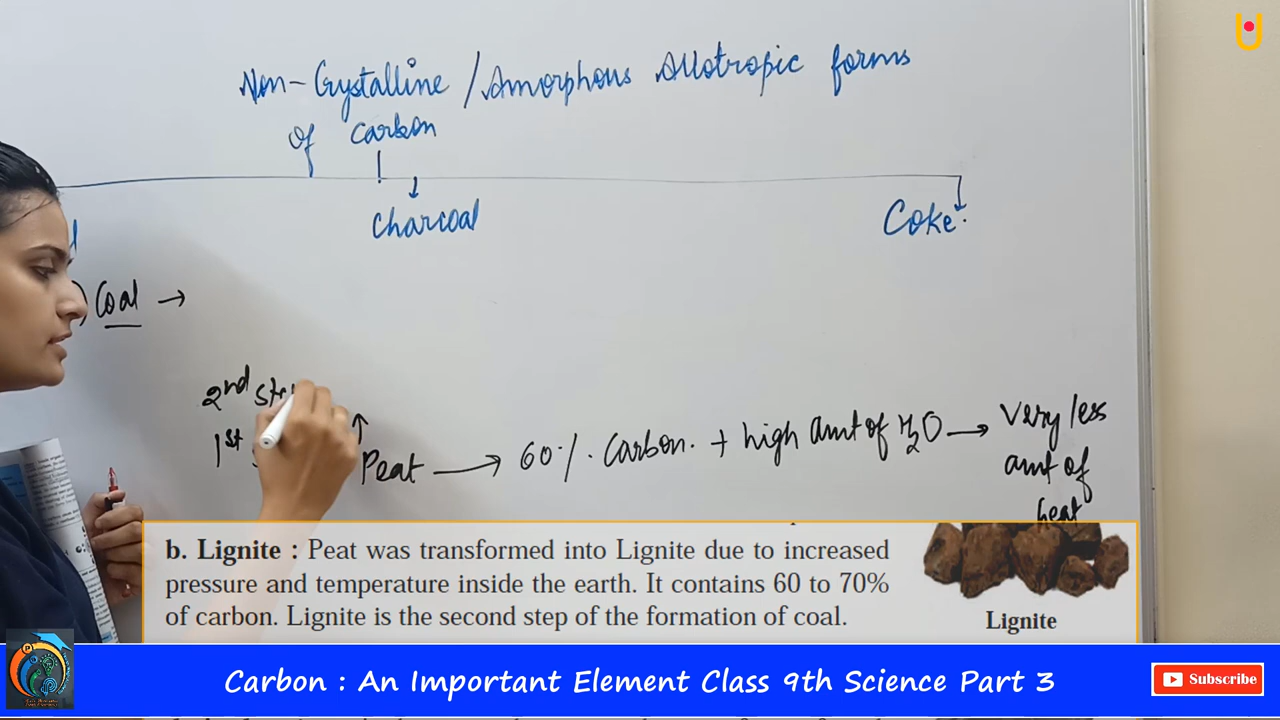 Non-Crystalline / Amorphous Allotropic forms
of carbon
Charcoal
Coke
Coal →
2nd
1st
Peat → 60% Carbon + high amt of H2O → very less
amt of
heat
b. Lignite : Peat was transformed into Lignite due to increased
pressure and temperature inside the earth. It contains 60 to 70%
of carbon. Lignite is the second step of the formation of coal.
Lignite
Carbon : An Important Element Class 9th Science Part 3
Subscribe